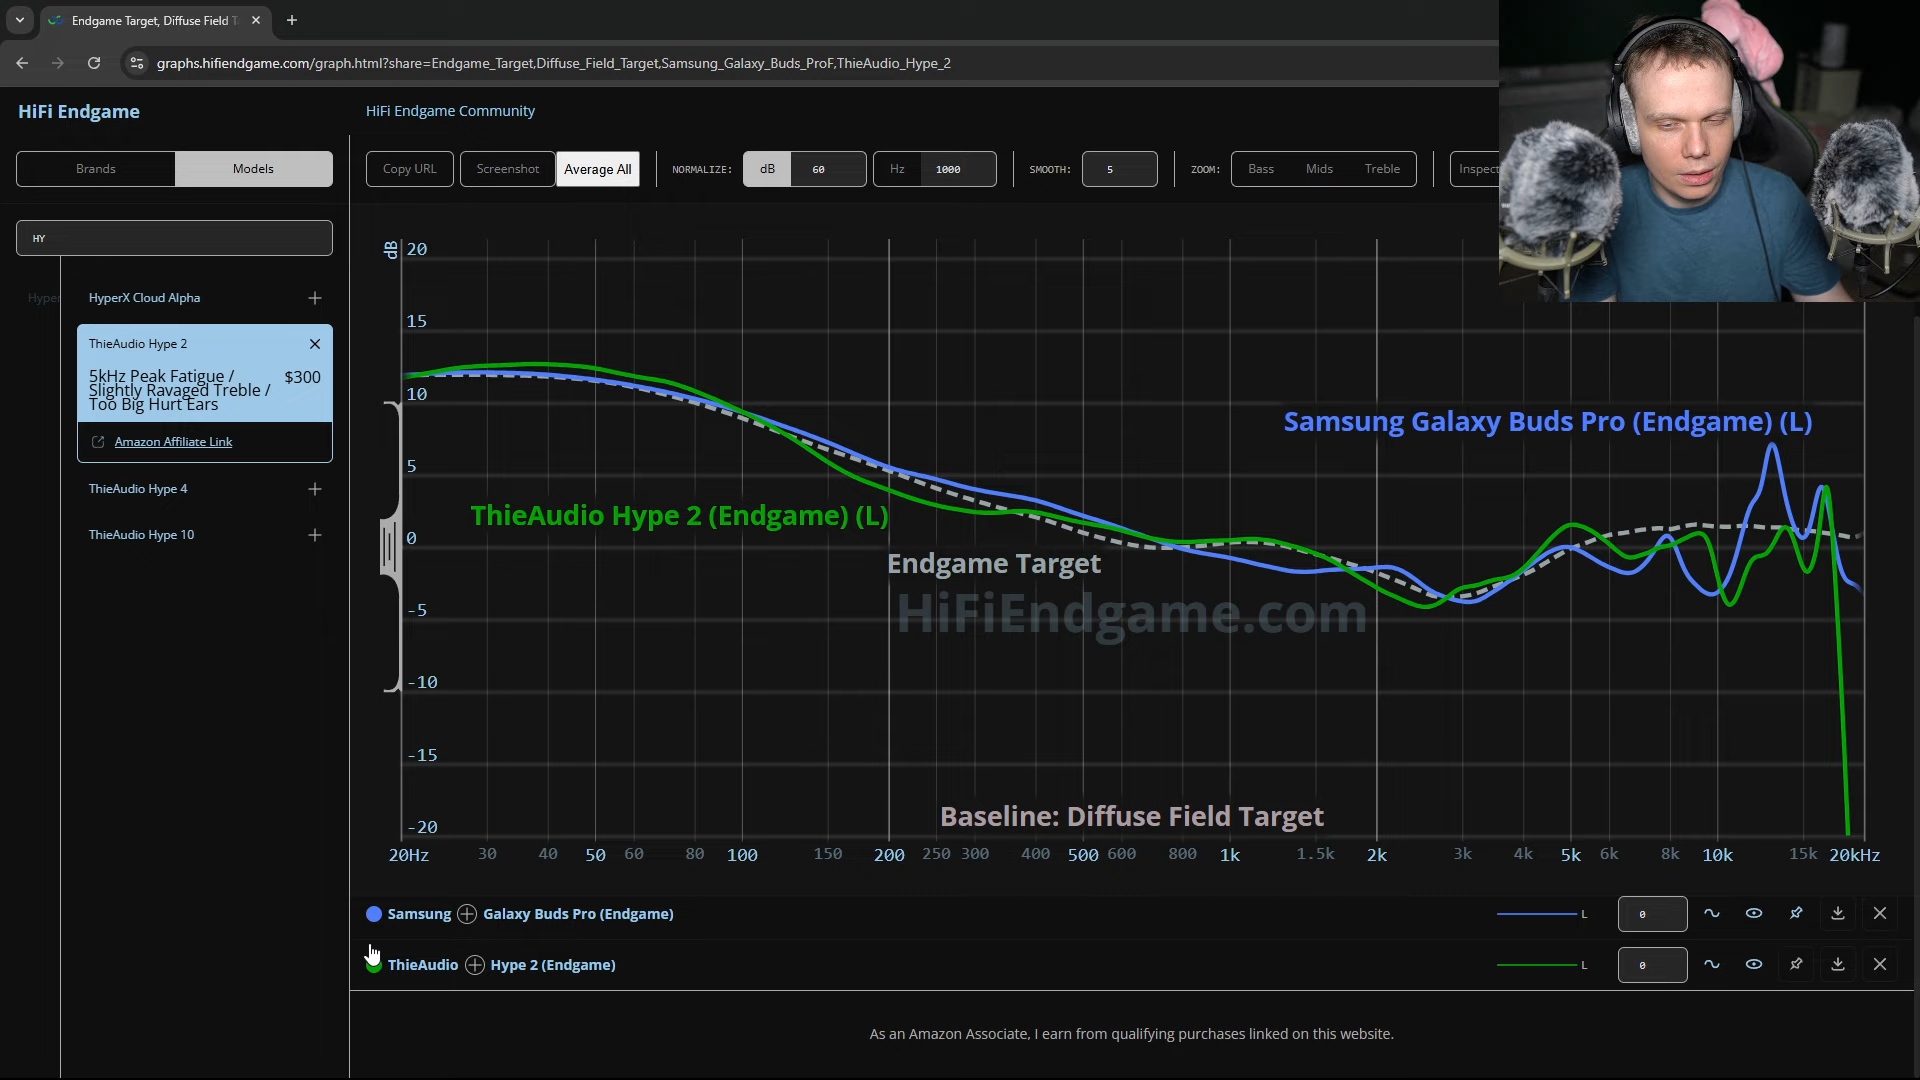 Endgame Target, Diffuse Field T
graphs.hifiendgame.com/graph.html?share=Endgame_Target,Diffuse_Field_Target,Samsung_Galaxy_Buds_ProF,ThieAudio_Hype_2
HiFi Endgame
HiFi Endgame Community
Brands Models
Copy URL Screenshot Average All NORMALIZE: dB 60 Hz 1000 SMOOTH: 5 ZOOM: Bass Mids Treble Inspect
HY
Hyper
HyperX Cloud Alpha
ThieAudio Hype 2
5kHz Peak Fatigue /
Slightly Ravaged Treble /
Too Big Hurt Ears
$300
Amazon Affiliate Link
ThieAudio Hype 4
ThieAudio Hype 10
dB
20
15
10
5
0
-5
-10
-15
-20
Samsung Galaxy Buds Pro (Endgame) (L)
ThieAudio Hype 2 (Endgame) (L)
Endgame Target
HiFiEndgame.com
Baseline: Diffuse Field Target
20Hz 30 40 50 60 80 100 150 200 250 300 400 500 600 800 1k 1.5k 2k 3k 4k 5k 6k 8k 10k 15k 20kHz
Samsung Galaxy Buds Pro (Endgame) L 0
ThieAudio Hype 2 (Endgame) L 0
As an Amazon Associate, I earn from qualifying purchases linked on this website.